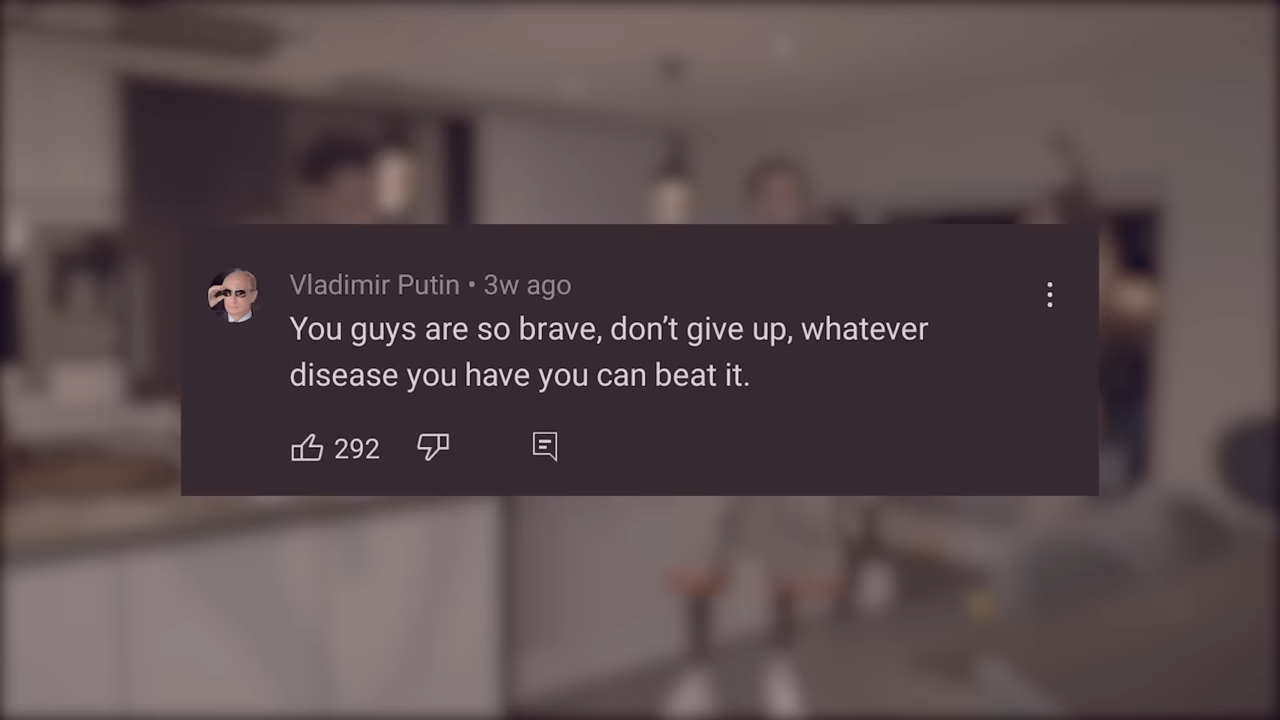 Vladimir Putin • 3w ago
You guys are so brave, don’t give up, whatever
disease you have you can beat it.
292